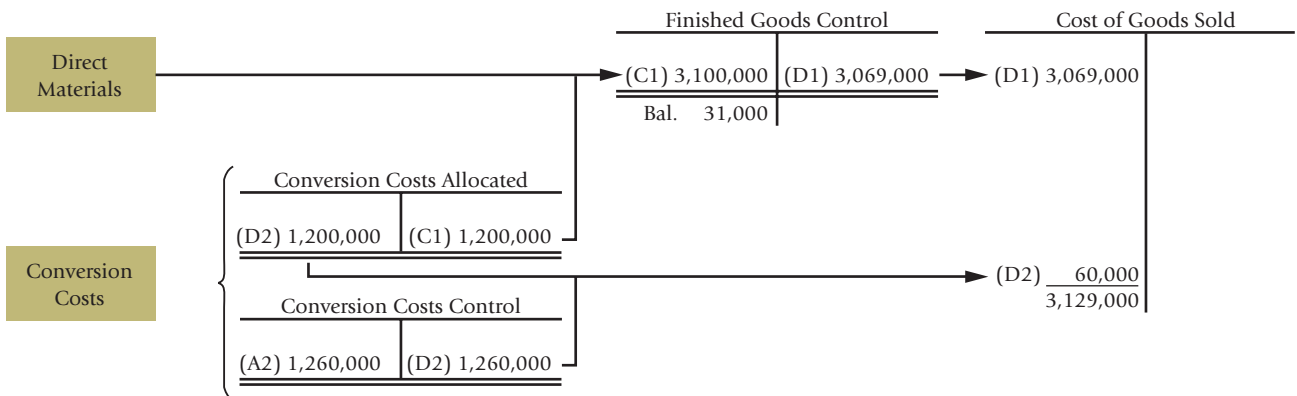 Finished Goods Control
Cost of Goods Sold
Direct
Materials
(C1) 3,100,000 (D1) 3,069,000
(D1) 3,069,000
Bal. 31,000
Conversion Costs Allocated
(D2) 1,200,000 (C1) 1,200,000
Conversion
Costs
(D2) 60,000
3,129,000
Conversion Costs Control
(A2) 1,260,000 (D2) 1,260,000